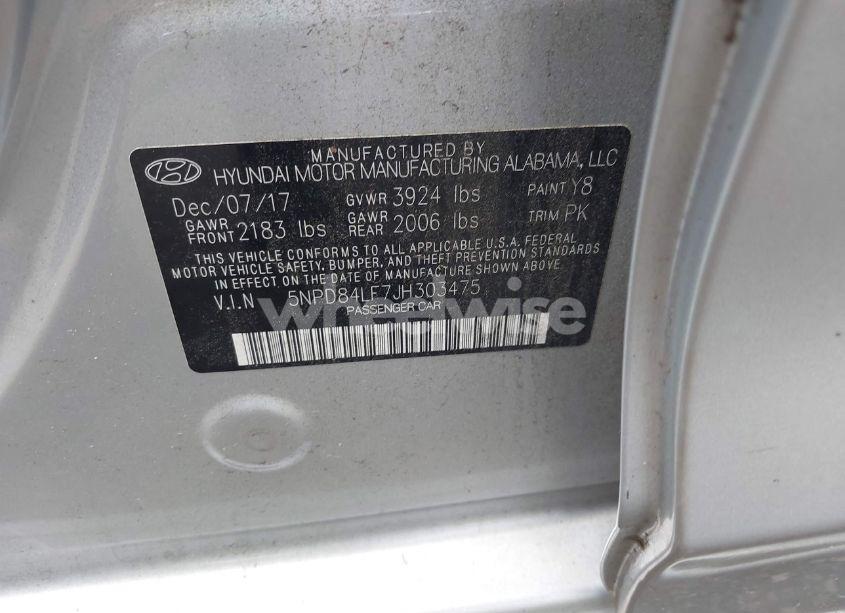 MANUFACTURED BY
HYUNDAI MOTOR MANUFACTURING ALABAMA, LLC
Dec/07/17 GVWR 3924 lbs PAINT Y8
GAWR FRONT 2183 lbs GAWR REAR 2006 lbs TRIM PK
THIS VEHICLE CONFORMS TO ALL APPLICABLE U.S.A. FEDERAL
MOTOR VEHICLE SAFETY, BUMPER, AND THEFT PREVENTION STANDARDS
IN EFFECT ON THE DATE OF MANUFACTURE SHOWN ABOVE.
V.I.N 5NPD84LF7JH303475
PASSENGER CAR
wheelwise